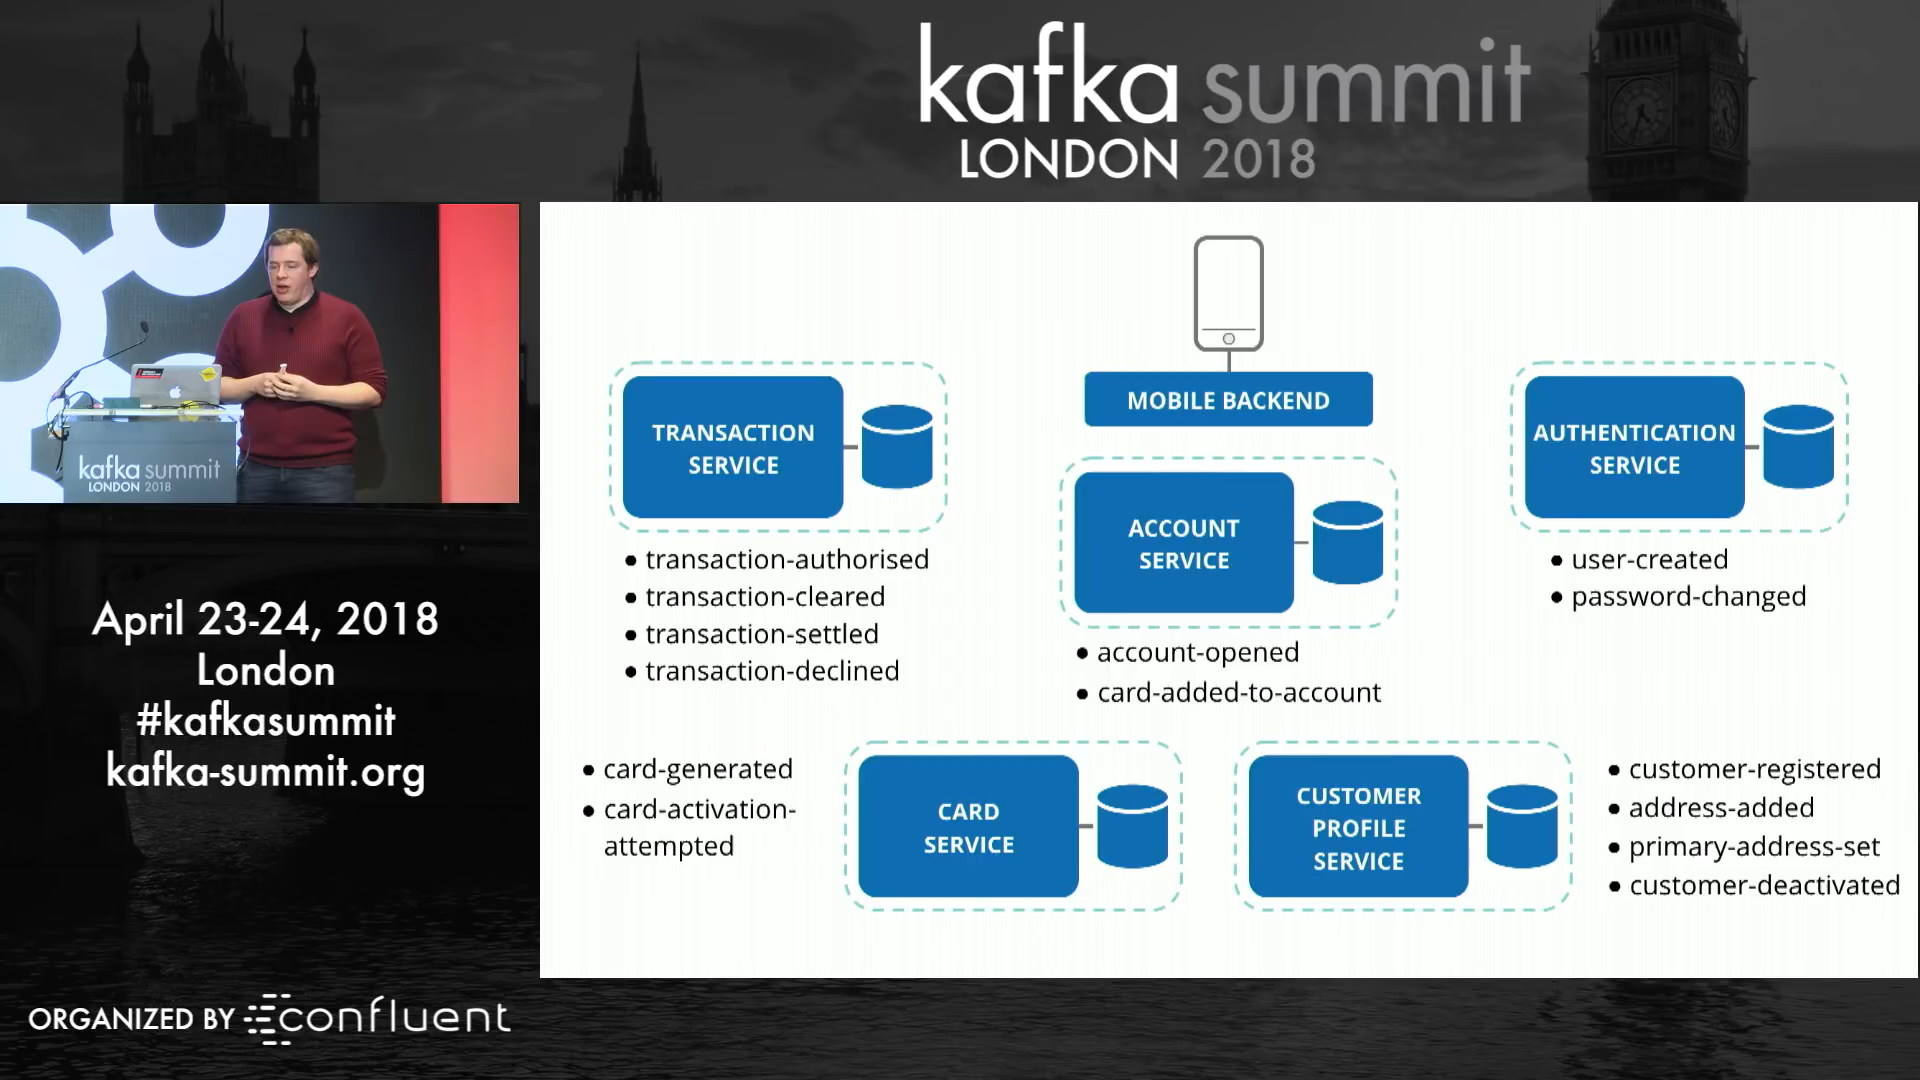 kafka summit
LONDON 2018
kafka summit
LONDON 2018
April 23-24, 2018
London
#kafkasummit
kafka-summit.org
ORGANIZED BY confluent
MOBILE BACKEND
TRANSACTION
SERVICE
• transaction-authorised
• transaction-cleared
• transaction-settled
• transaction-declined
ACCOUNT
SERVICE
• account-opened
• card-added-to-account
AUTHENTICATION
SERVICE
• user-created
• password-changed
• card-generated
• card-activation-
attempted
CARD
SERVICE
CUSTOMER
PROFILE
SERVICE
• customer-registered
• address-added
• primary-address-set
• customer-deactivated